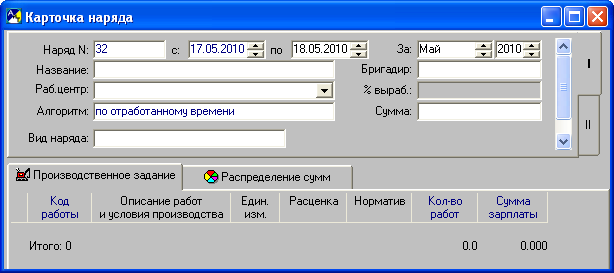 Карточка наряда
Наряд N: 32 с: 17.05.2010 по 18.05.2010 За: Май 2010
Название: Бригадир:
Раб.центр: % выраб.:
Алгоритм: по отработанному времени Сумма:
Вид наряда:
I
II
Производственное задание Распределение сумм
Код Описание работ Един. Расценка Норматив Кол-во Сумма
работы и условия производства изм. работ зарплаты
Итого: 0 0.0 0.000